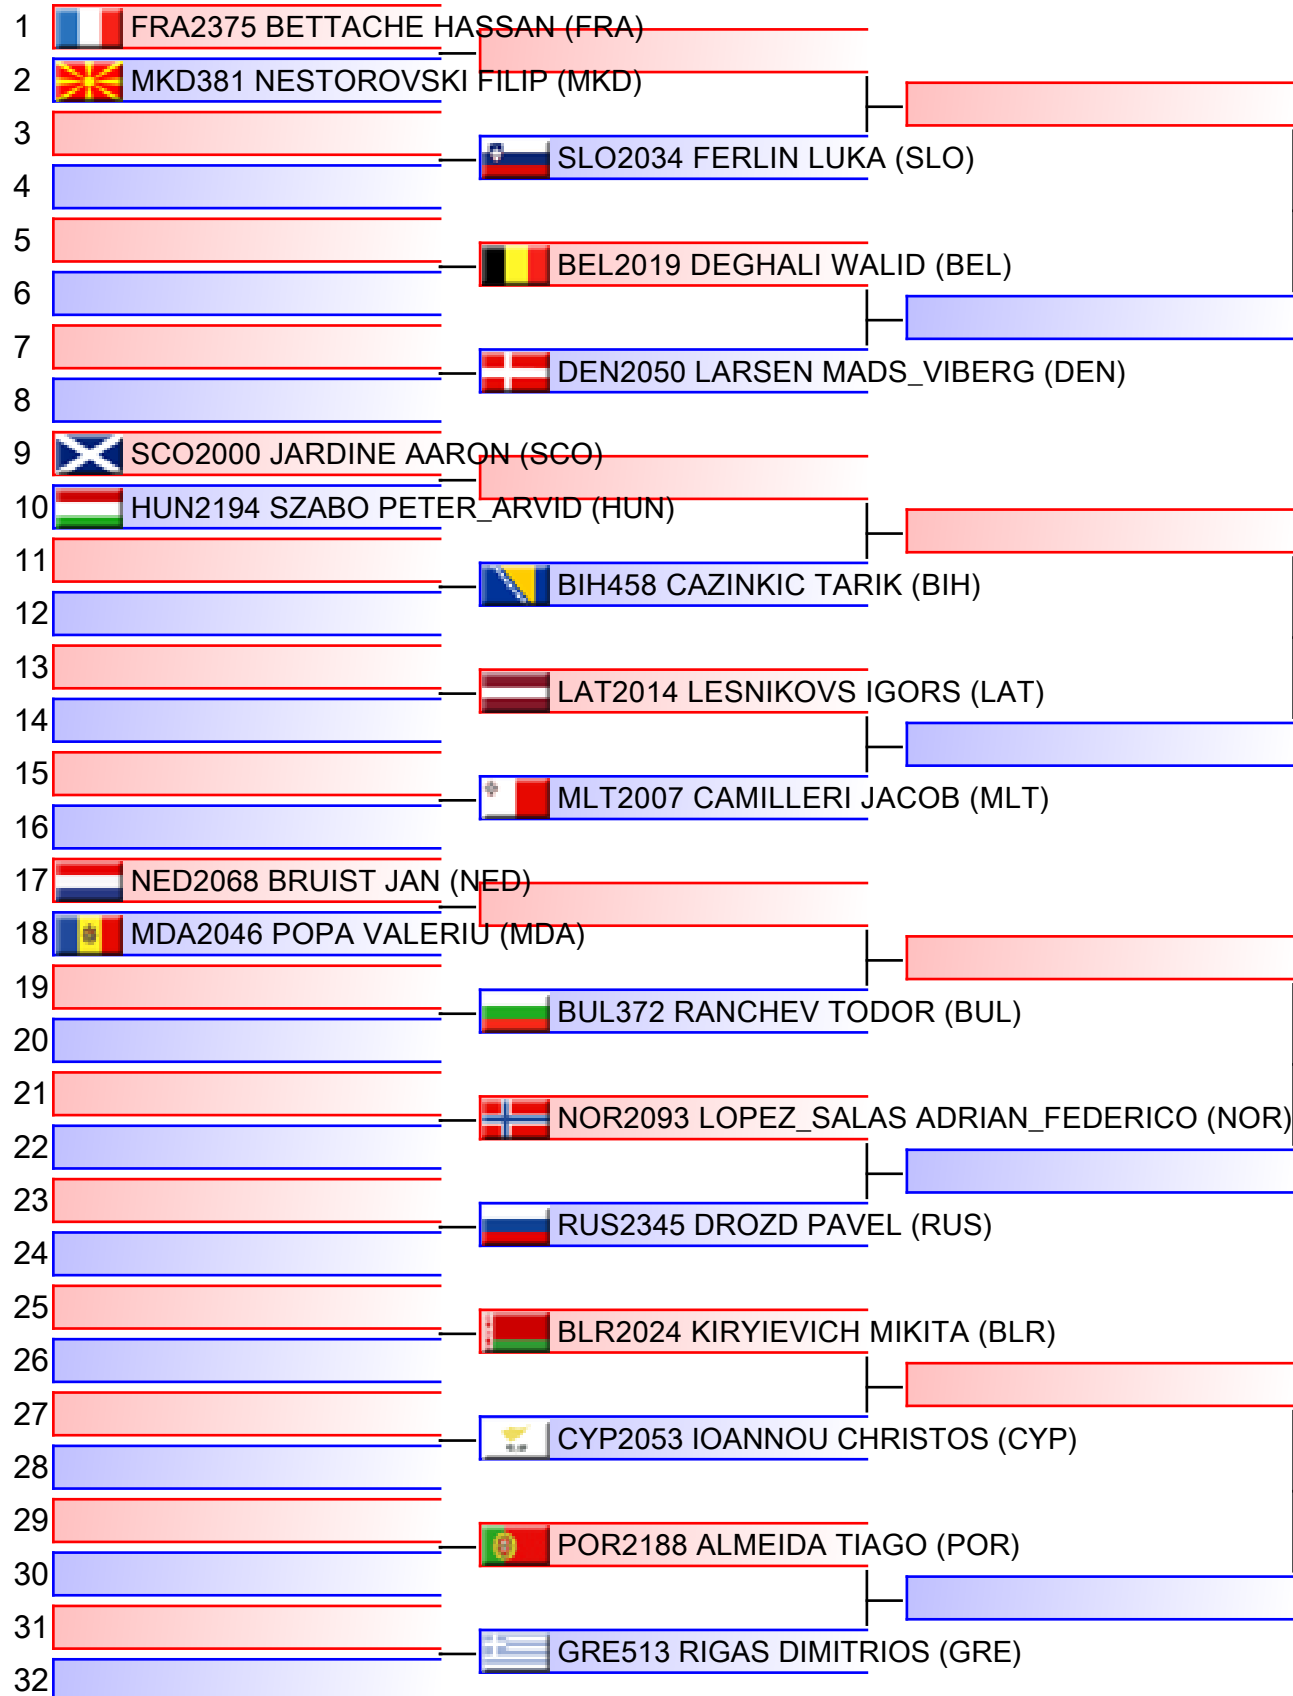 1 FRA2375 BETTACHE HASSAN (FRA)
2 MKD381 NESTOROVSKI FILIP (MKD)
3
SLO2034 FERLIN LUKA (SLO)
4
5
BEL2019 DEGHALI WALID (BEL)
6
7
DEN2050 LARSEN MADS_VIBERG (DEN)
8
9 SCO2000 JARDINE AARON (SCO)
10 HUN2194 SZABO PETER_ARVID (HUN)
11
BIH458 CAZINKIC TARIK (BIH)
12
13
LAT2014 LESNIKOVS IGORS (LAT)
14
15
MLT2007 CAMILLERI JACOB (MLT)
16
17 NED2068 BRUIST JAN (NED)
18 MDA2046 POPA VALERIU (MDA)
19
BUL372 RANCHEV TODOR (BUL)
20
21
NOR2093 LOPEZ_SALAS ADRIAN_FEDERICO (NOR)
22
23
RUS2345 DROZD PAVEL (RUS)
24
25
BLR2024 KIRYIEVICH MIKITA (BLR)
26
27
CYP2053 IOANNOU CHRISTOS (CYP)
28
29
POR2188 ALMEIDA TIAGO (POR)
30
31
GRE513 RIGAS DIMITRIOS (GRE)
32